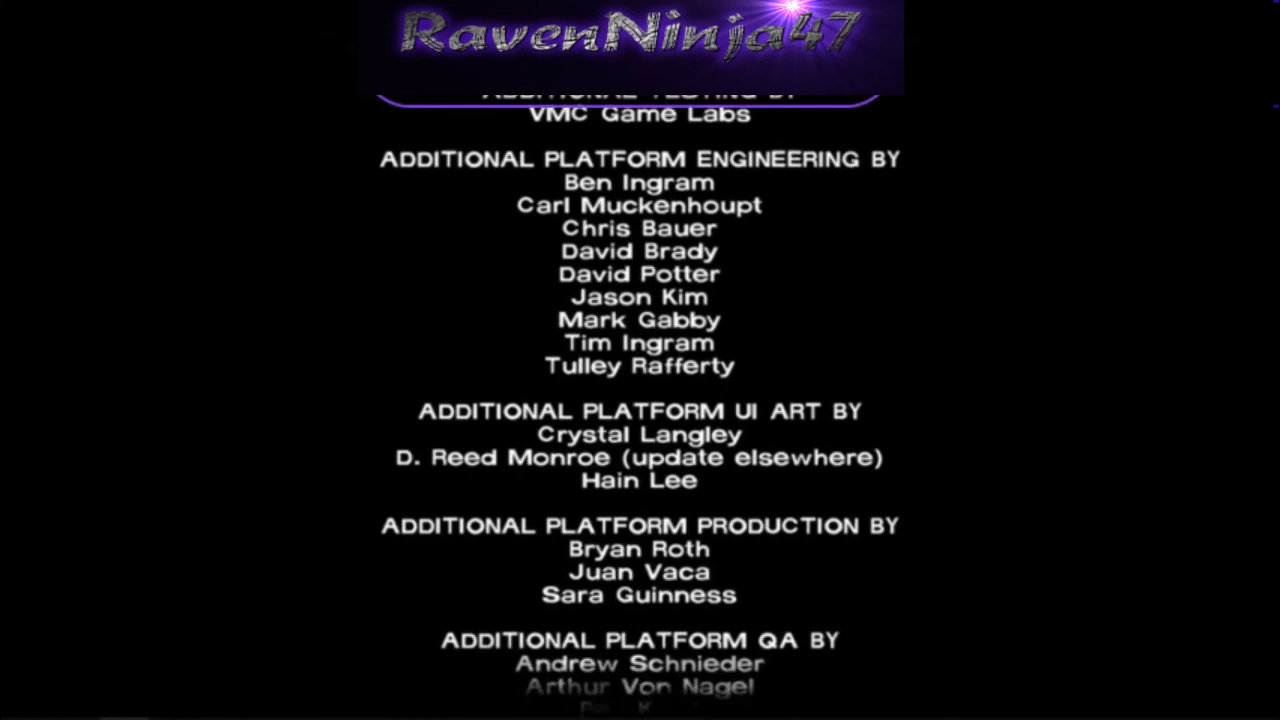 RavenNinja47
ADDITIONAL TESTING BY
VMC Game Labs
ADDITIONAL PLATFORM ENGINEERING BY
Ben Ingram
Carl Muckenhoupt
Chris Bauer
David Brady
David Potter
Jason Kim
Mark Gabby
Tim Ingram
Tulley Rafferty
ADDITIONAL PLATFORM UI ART BY
Crystal Langley
D. Reed Monroe (update elsewhere)
Hain Lee
ADDITIONAL PLATFORM PRODUCTION BY
Bryan Roth
Juan Vaca
Sara Guinness
ADDITIONAL PLATFORM QA BY
Andrew Schnieder
Arthur Von Nagel